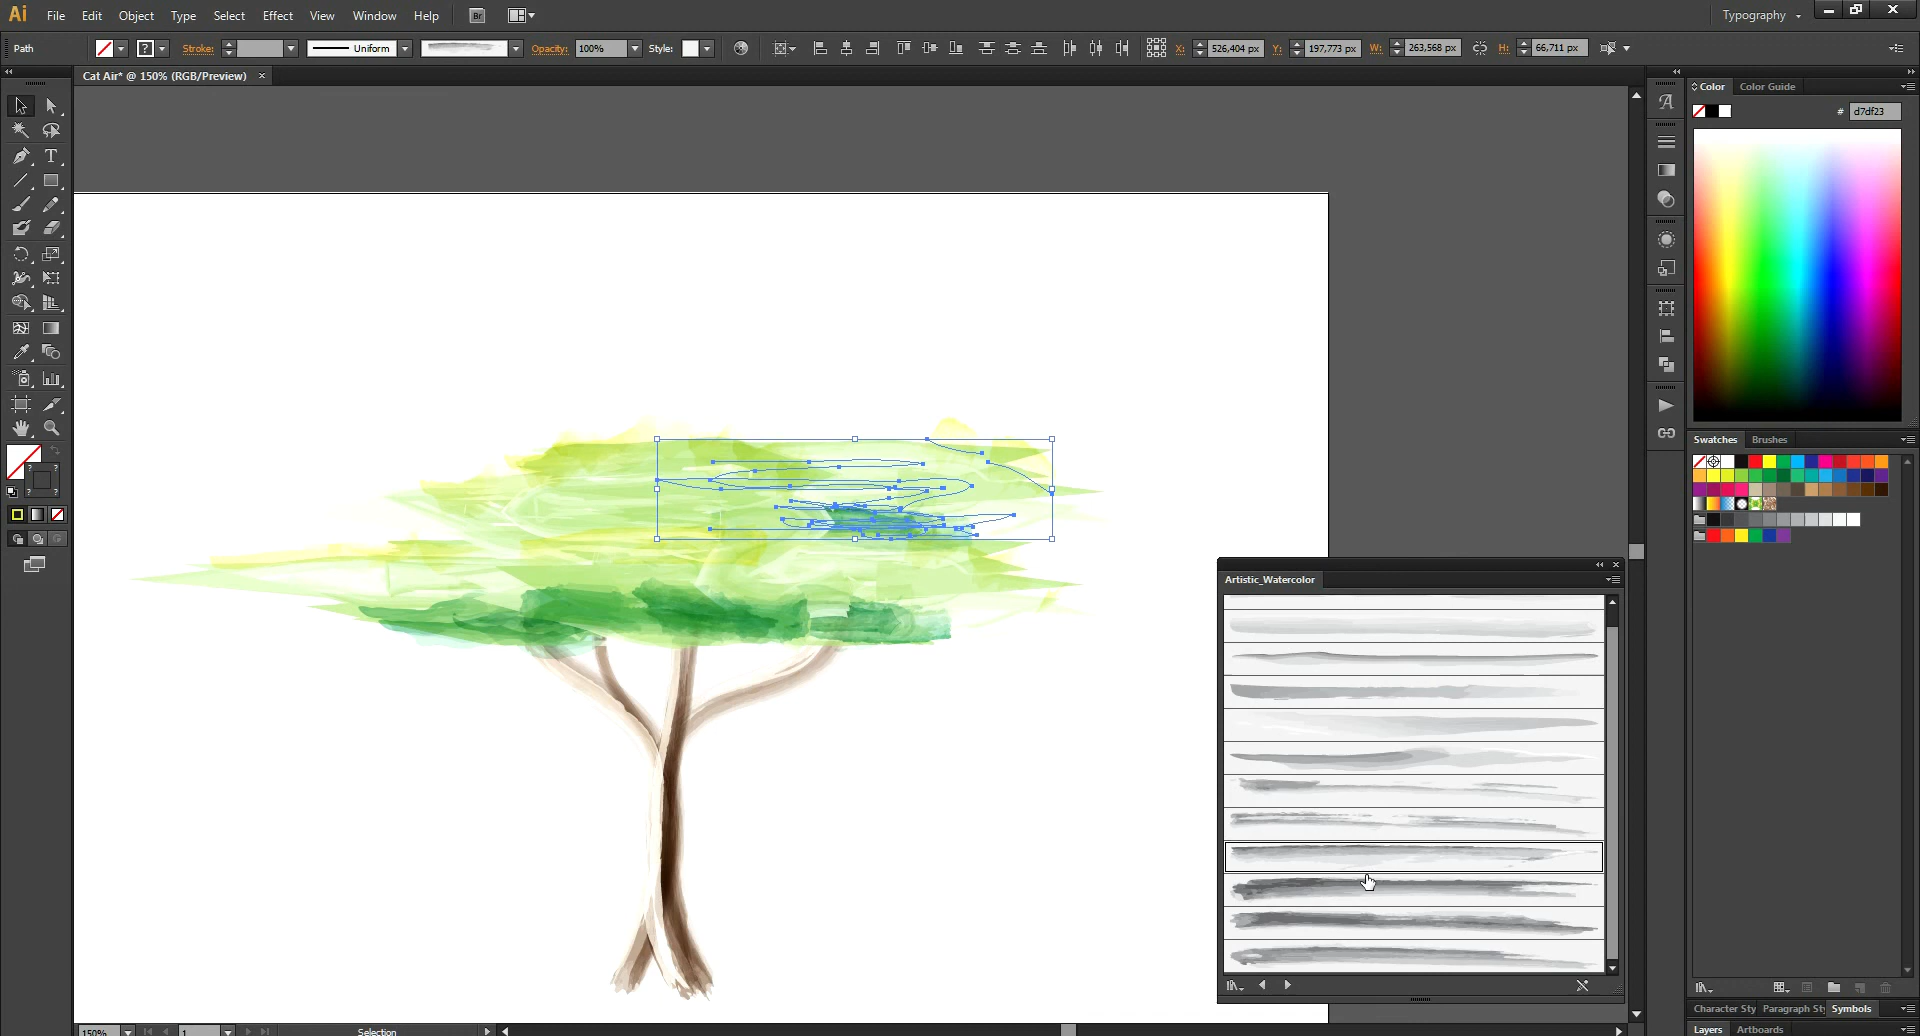 Ai File Edit Object Type Select Effect View Window Help Br Typography
Path ? Stroke: Uniform Opacity: 100% Style: X: 526,404 px Y: 197,773 px W: 263,568 px H: 66,711 px
Cat Air* @ 150% (RGB/Preview) ×
Color Color Guide
# d7df23
Swatches Brushes
Artistic_Watercolor
Character Sty Paragraph Sty Symbols
Layers Artboards
150% 1 Selection